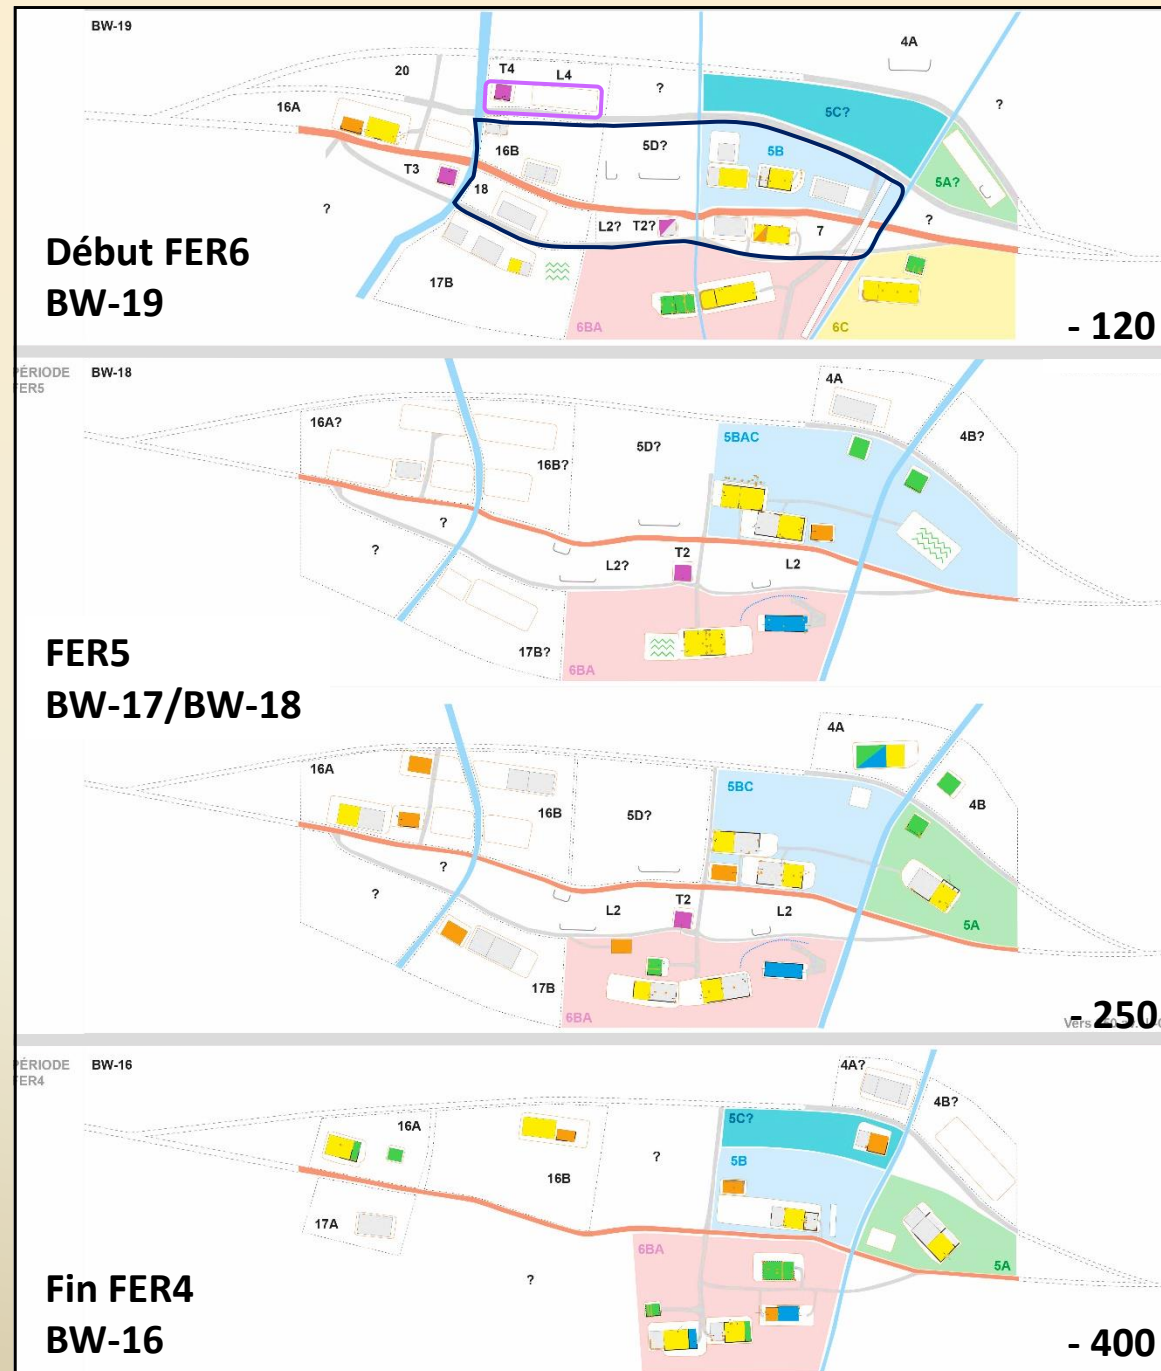 BW-19
4A
20
T4
L4
?
16A
5C?
?
16B
5D?
5B
T3
18
5A?
?
L2?
T2?
7
?
Début FER6
BW-19
17B
6BA
6C
- 120
PÉRIODE
FER5
BW-18
4A
16A?
5D?
5BAC
4B?
16B?
?
?
L2?
T2
L2
17B?
6BA
FER5
BW-17/BW-18
4A
16A
5BC
4B
16B
5D?
?
?
L2
T2
L2
5A
17B
6BA
Vers
- 250
PÉRIODE
FER4
BW-16
4A?
4B?
16A
5C?
?
5B
16B
17A
6BA
5A
?
Fin FER4
BW-16
- 400